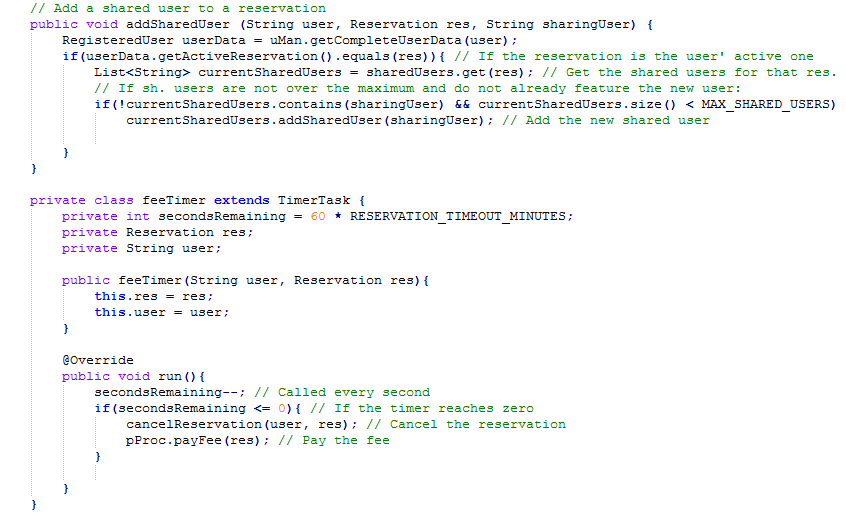 // Add a shared user to a reservation
public void addSharedUser (String user, Reservation res, String sharingUser) {
    RegisteredUser userData = uMan.getCompleteUserData(user);
    if(userData.getActiveReservation().equals(res)){ // If the reservation is the user' active one
        List<String> currentSharedUsers = sharedUsers.get(res); // Get the shared users for that res.
        // If sh. users are not over the maximum and do not already feature the new user:
        if(!currentSharedUsers.contains(sharingUser) && currentSharedUsers.size() < MAX_SHARED_USERS)
            currentSharedUsers.addSharedUser(sharingUser); // Add the new shared user
    }
}
private class feeTimer extends TimerTask {
    private int secondsRemaining = 60 * RESERVATION_TIMEOUT_MINUTES;
    private Reservation res;
    private String user;
    public feeTimer(String user, Reservation res){
        this.res = res;
        this.user = user;
    }
    @Override
    public void run(){
        secondsRemaining--; // Called every second
        if(secondsRemaining <= 0){ // If the timer reaches zero
            cancelReservation(user, res); // Cancel the reservation
            pProc.payFee(res); // Pay the fee
        }
    }
}